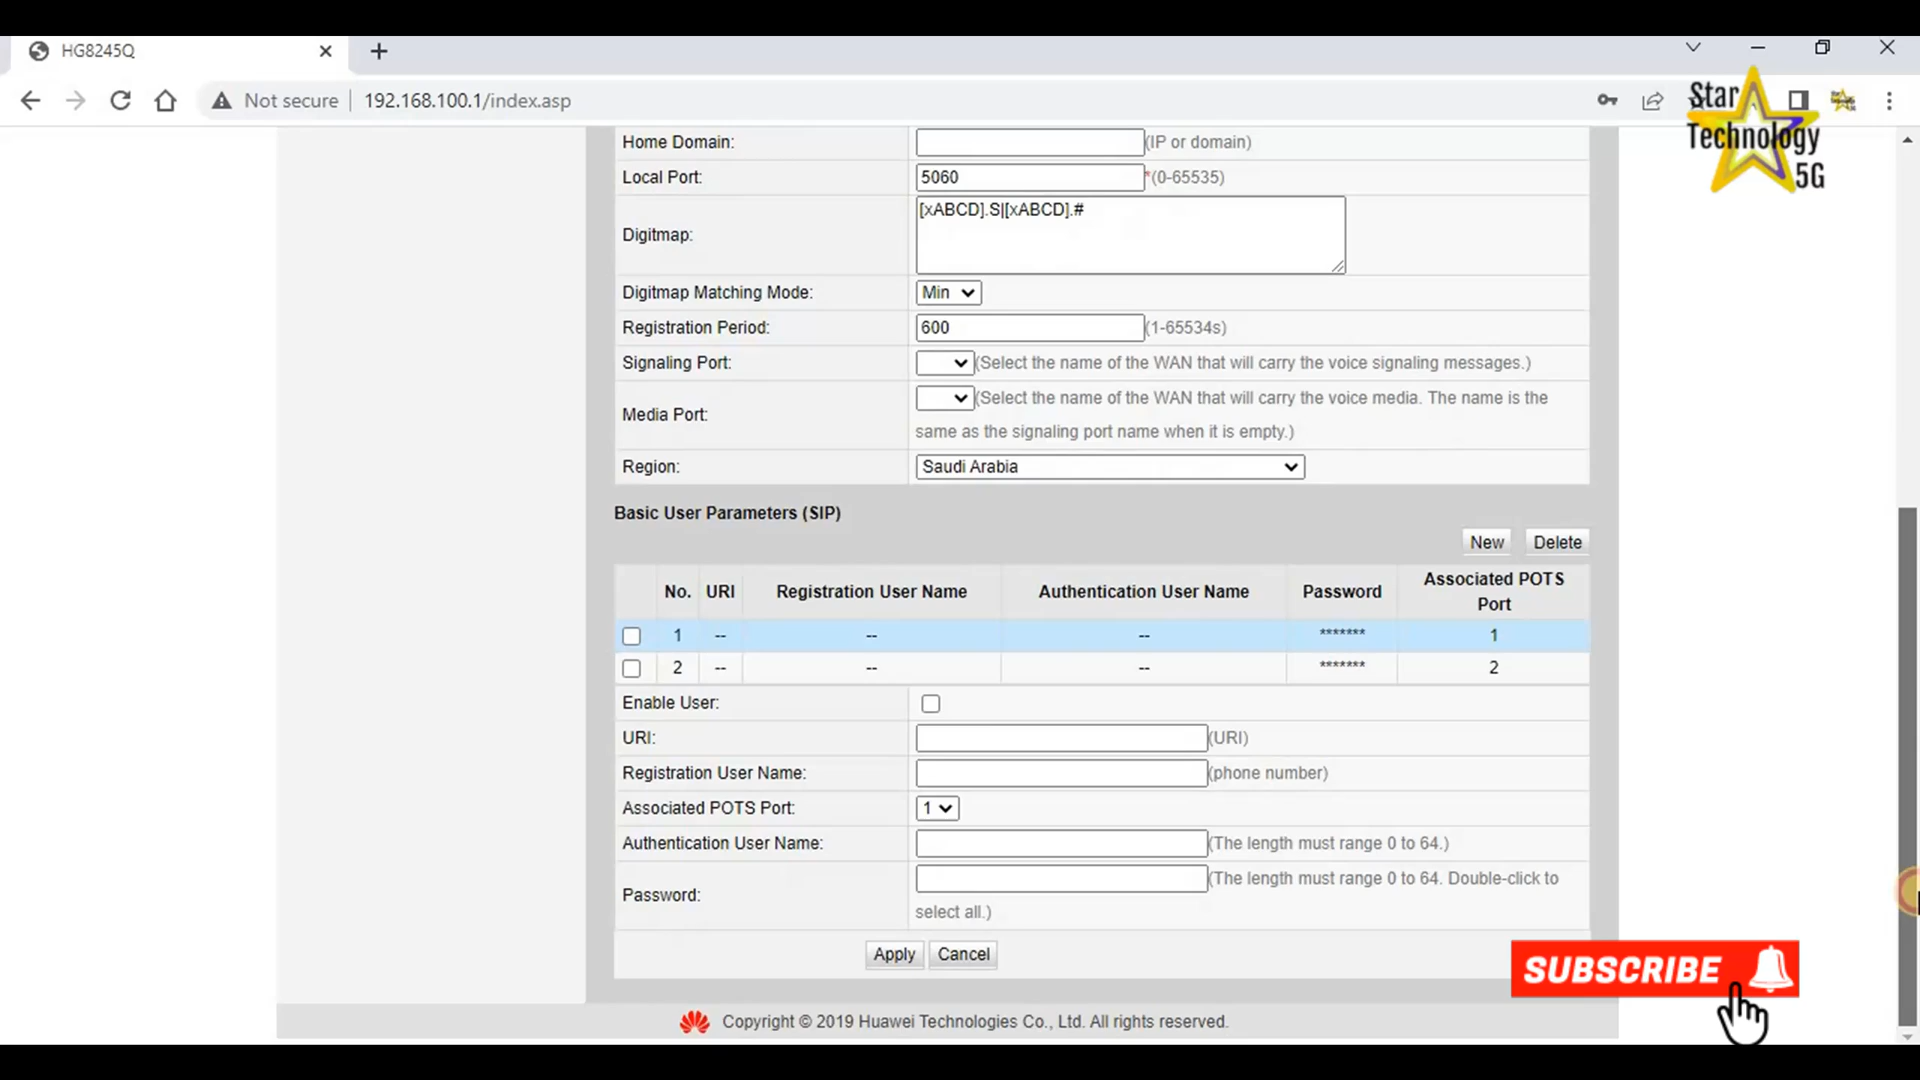 HG8245Q
Not secure
192.168.100.1/index.asp
Star
Technology
5G
Home Domain: (IP or domain)
Local Port: 5060 *(0-65535)
Digitmap: [xABCD].S|[xABCD].#
Digitmap Matching Mode: Min
Registration Period: 600 (1-65534s)
Signaling Port: (Select the name of the WAN that will carry the voice signaling messages.)
Media Port: (Select the name of the WAN that will carry the voice media. The name is the
same as the signaling port name when it is empty.)
Region: Saudi Arabia
Basic User Parameters (SIP)
New Delete
No. URI Registration User Name Authentication User Name Password Associated POTS
Port
1 -- -- -- ******* 1
2 -- -- -- ******* 2
Enable User:
URI: (URI)
Registration User Name: (phone number)
Associated POTS Port: 1
Authentication User Name: (The length must range 0 to 64.)
Password: (The length must range 0 to 64. Double-click to
select all.)
Apply Cancel
SUBSCRIBE
Copyright © 2019 Huawei Technologies Co., Ltd. All rights reserved.